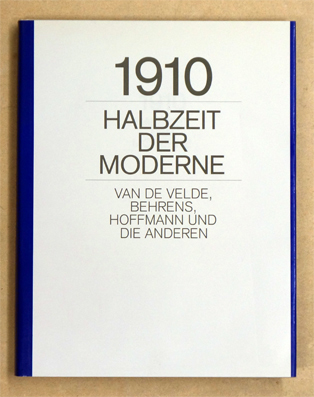 1910
HALBZEIT
DER
MODERNE
VAN DE VELDE,
BEHRENS,
HOFFMANN UND
DIE ANDEREN